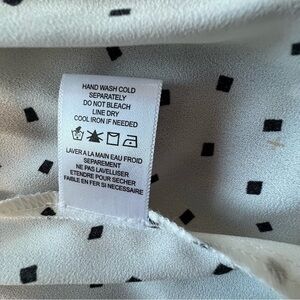 HAND WASH COLD
SEPARATELY
DO NOT BLEACH
LINE DRY
COOL IRON IF NEEDED
LAVER A LA MAIN EAU FROID
SEPAREMENT
NE PAS LAVELLISER
ETENDRE POUR SECHER
FAIBLE EN FER SI NECESSAIRE